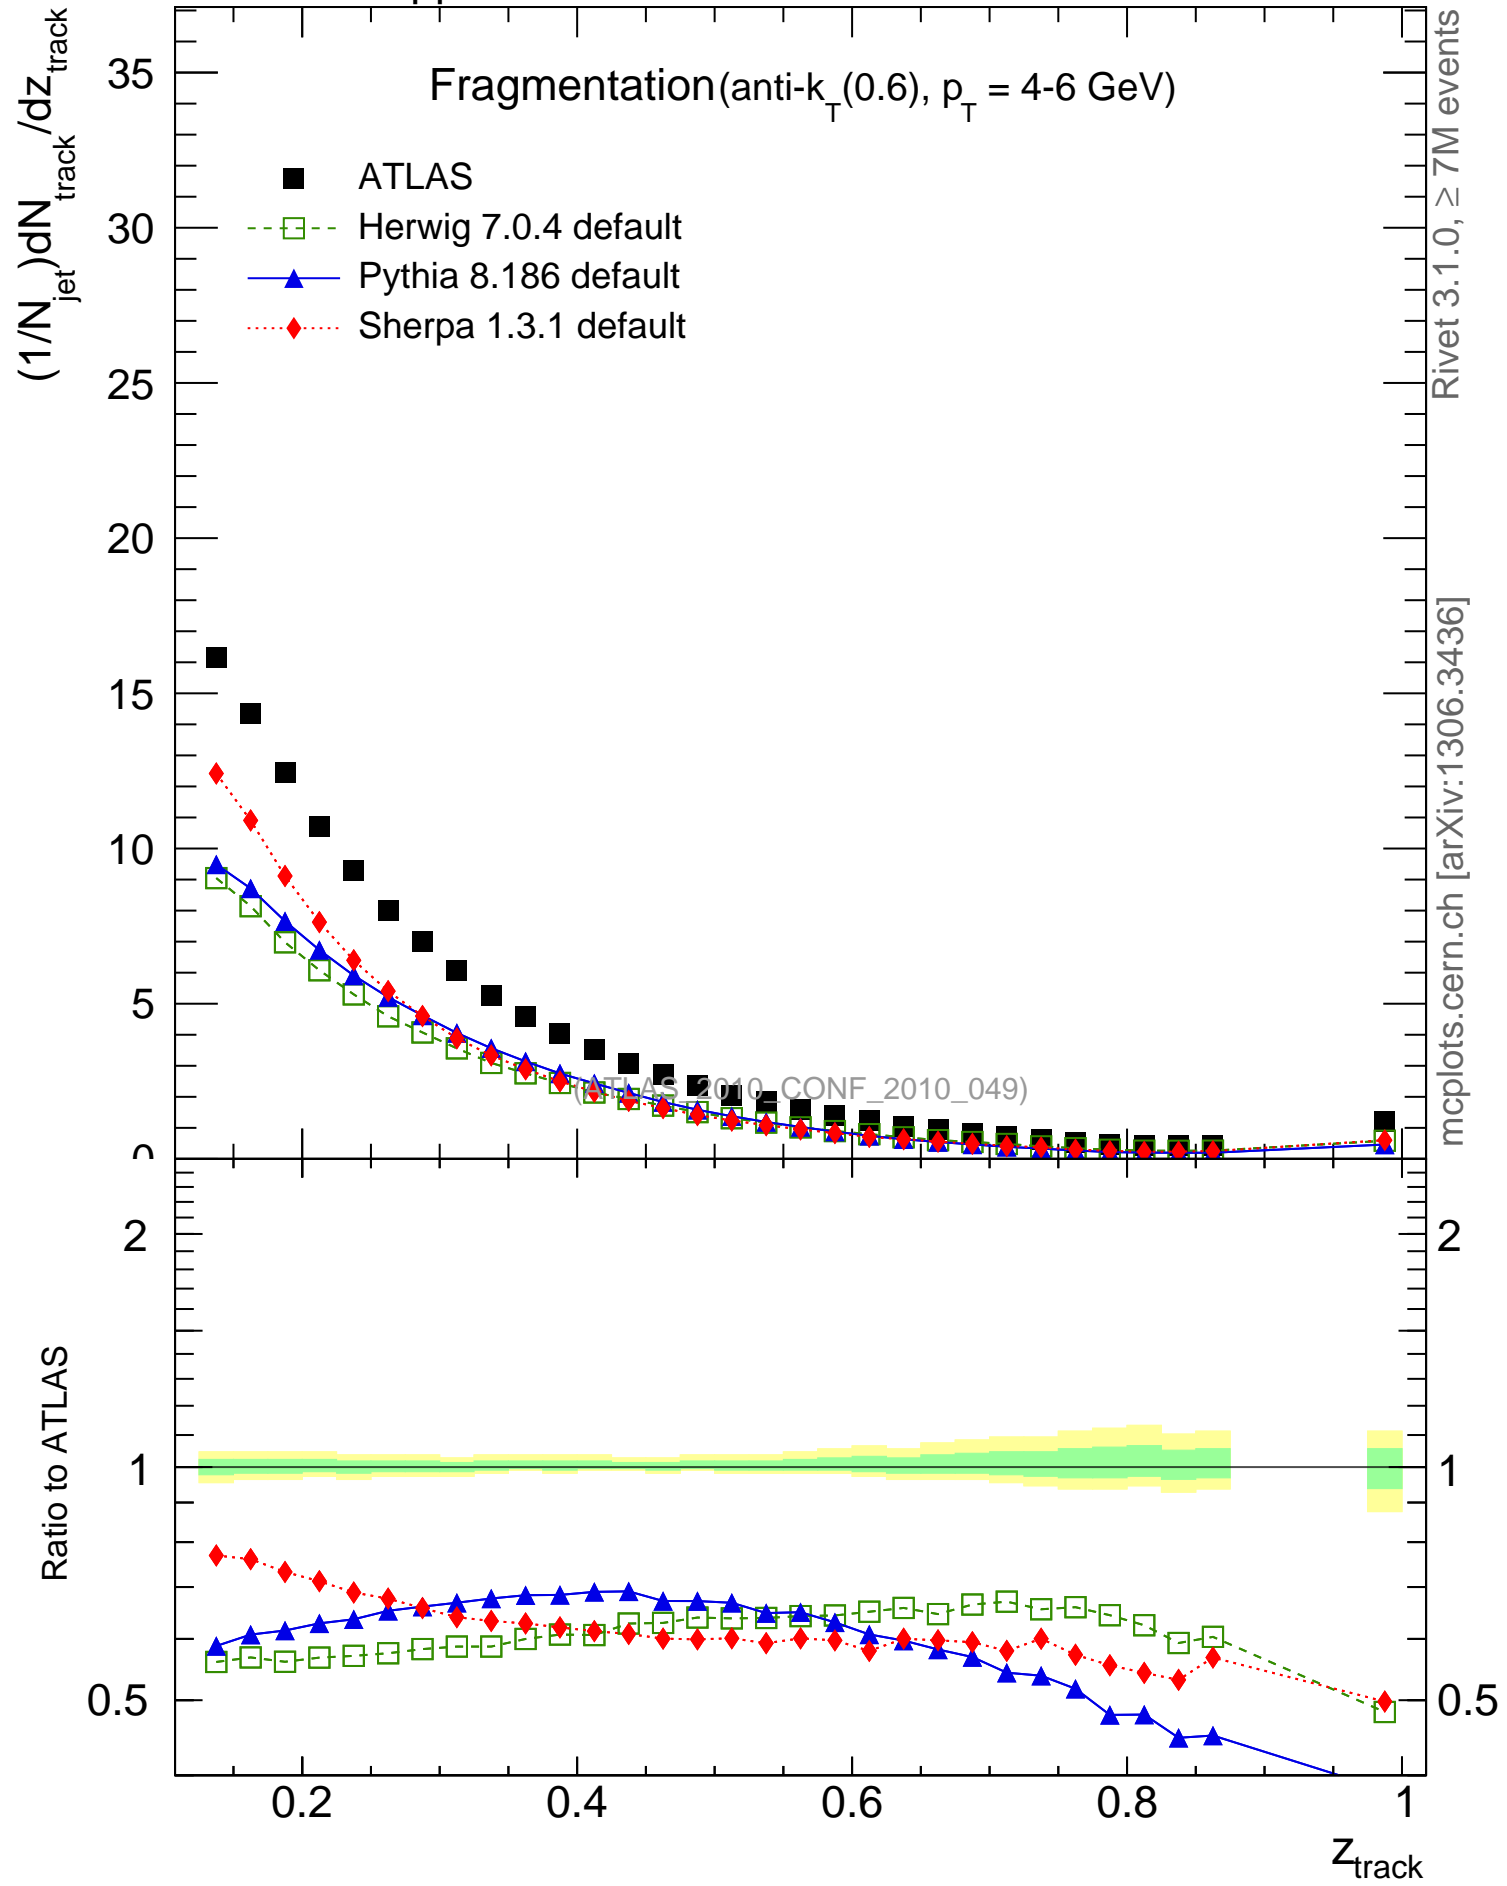 pp
Fragmentation (anti-k_T(0.6), p_T = 4-6 GeV)
(1/N_jet)dN_track/dz_track
ATLAS
Herwig 7.0.4 default
Pythia 8.186 default
Sherpa 1.3.1 default
35
30
25
20
15
10
5
0
(ATLAS_2010_CONF_2010_049)
Rivet 3.1.0, ≥ 7M events
mcplots.cern.ch [arXiv:1306.3436]
Ratio to ATLAS
2
1
0.5
2
1
0.5
0.2
0.4
0.6
0.8
1
z_track